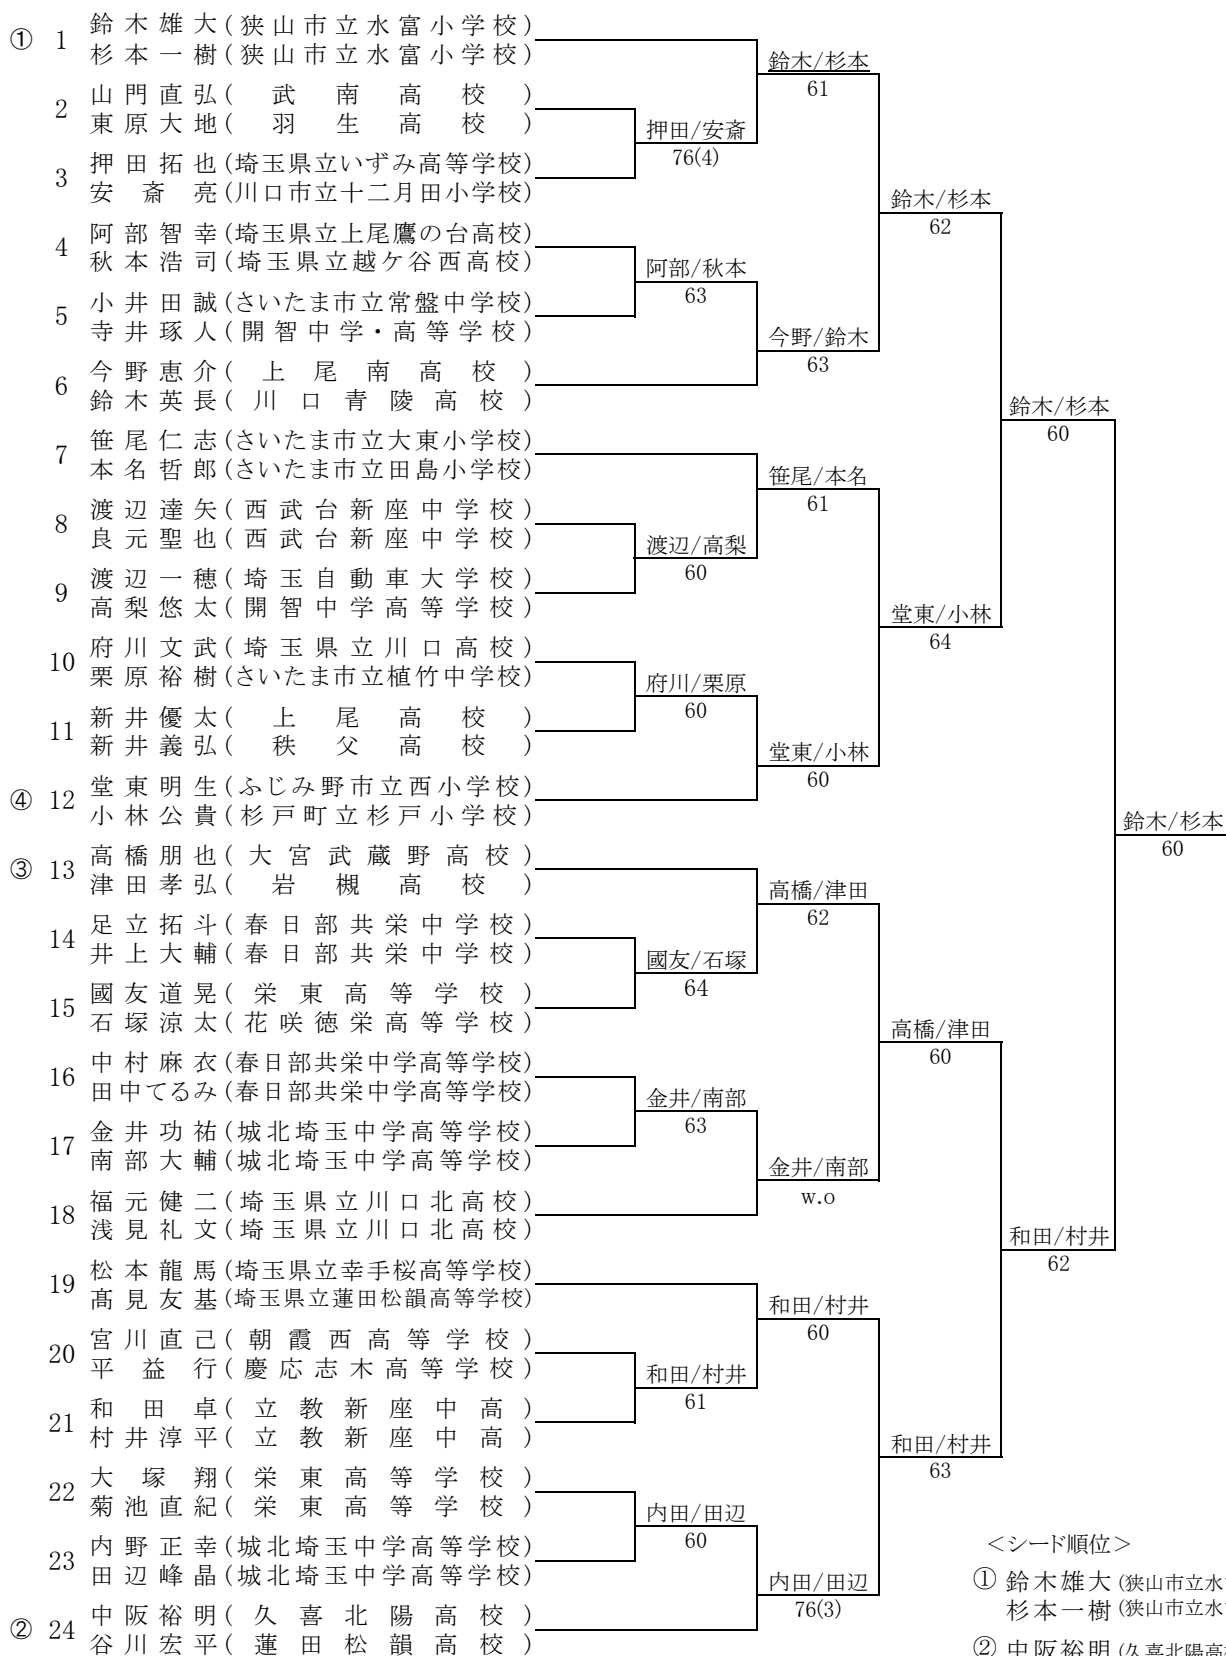 ① 1 鈴木雄大(狭山市立水富小学校)
杉本一樹(狭山市立水富小学校)
鈴木/杉本
61
2 山門直弘(武南高校)
東原大地(羽生高校)
押田/安斎
76(4)
3 押田拓也(埼玉県立いずみ高等学校)
安斎亮(川口市立十二月田小学校)
鈴木/杉本
62
4 阿部智幸(埼玉県立上尾鷹の台高校)
秋本浩司(埼玉県立越ケ谷西高校)
阿部/秋本
63
5 小井田誠(さいたま市立常盤中学校)
寺井琢人(開智中学・高等学校)
今野/鈴木
63
6 今野恵介(上尾南高校)
鈴木英長(川口青陵高校)
鈴木/杉本
60
7 笹尾仁志(さいたま市立大東小学校)
本名哲郎(さいたま市立田島小学校)
笹尾/本名
61
8 渡辺達矢(西武台新座中学校)
良元聖也(西武台新座中学校)
渡辺/高梨
60
9 渡辺一穂(埼玉自動車大学校)
高梨悠太(開智中学高等学校)
堂東/小林
64
10 府川文武(埼玉県立川口高校)
栗原裕樹(さいたま市立植竹中学校)
府川/栗原
60
11 新井優太(上尾高校)
新井義弘(秩父高校)
堂東/小林
60
④ 12 堂東明生(ふじみ野市立西小学校)
小林公貴(杉戸町立杉戸小学校)
鈴木/杉本
60
③ 13 高橋朋也(大宮武蔵野高校)
津田孝弘(岩槻高校)
高橋/津田
62
14 足立拓斗(春日部共栄中学校)
井上大輔(春日部共栄中学校)
國友/石塚
64
15 國友道晃(栄東高等学校)
石塚涼太(花咲徳栄高等学校)
高橋/津田
60
16 中村麻衣(春日部共栄中学高等学校)
田中てるみ(春日部共栄中学高等学校)
金井/南部
63
17 金井功祐(城北埼玉中学高等学校)
南部大輔(城北埼玉中学高等学校)
金井/南部
w.o
18 福元健二(埼玉県立川口北高校)
浅見礼文(埼玉県立川口北高校)
和田/村井
62
19 松本龍馬(埼玉県立幸手桜高等学校)
髙見友基(埼玉県立蓮田松韻高等学校)
和田/村井
60
20 宮川直己(朝霞西高等学校)
平益行(慶応志木高等学校)
和田/村井
61
21 和田卓(立教新座中高)
村井淳平(立教新座中高)
和田/村井
63
22 大塚翔(栄東高等学校)
菊池直紀(栄東高等学校)
内田/田辺
60
23 内野正幸(城北埼玉中学高等学校)
田辺峰晶(城北埼玉中学高等学校)
内田/田辺
76(3)
② 24 中阪裕明(久喜北陽高校)
谷川宏平(蓮田松韻高校)
＜シード順位＞
① 鈴木雄大(狭山市立水
杉本一樹(狭山市立水
② 中阪裕明(久喜北陽高